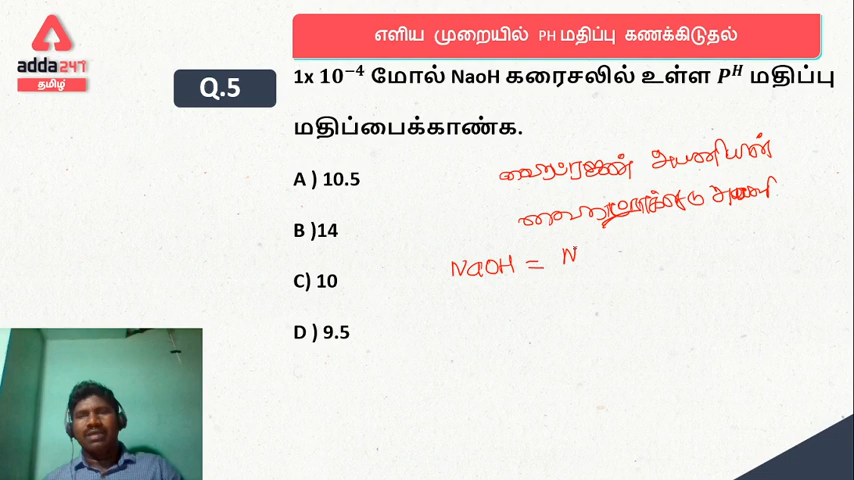 எளிய முறையில் PH மதிப்பு கணக்கிடுதல்
adda247
தமிழ்
Q.5
1x 10⁻⁴ மோல் NaoH கரைசலில் உள்ள Pᴴ மதிப்பு
மதிப்பைக்காண்க.
A ) 10.5
B )14
C) 10
D ) 9.5
ஹைட்ரஜன் அயனியின்
அயனி
NaOH = N